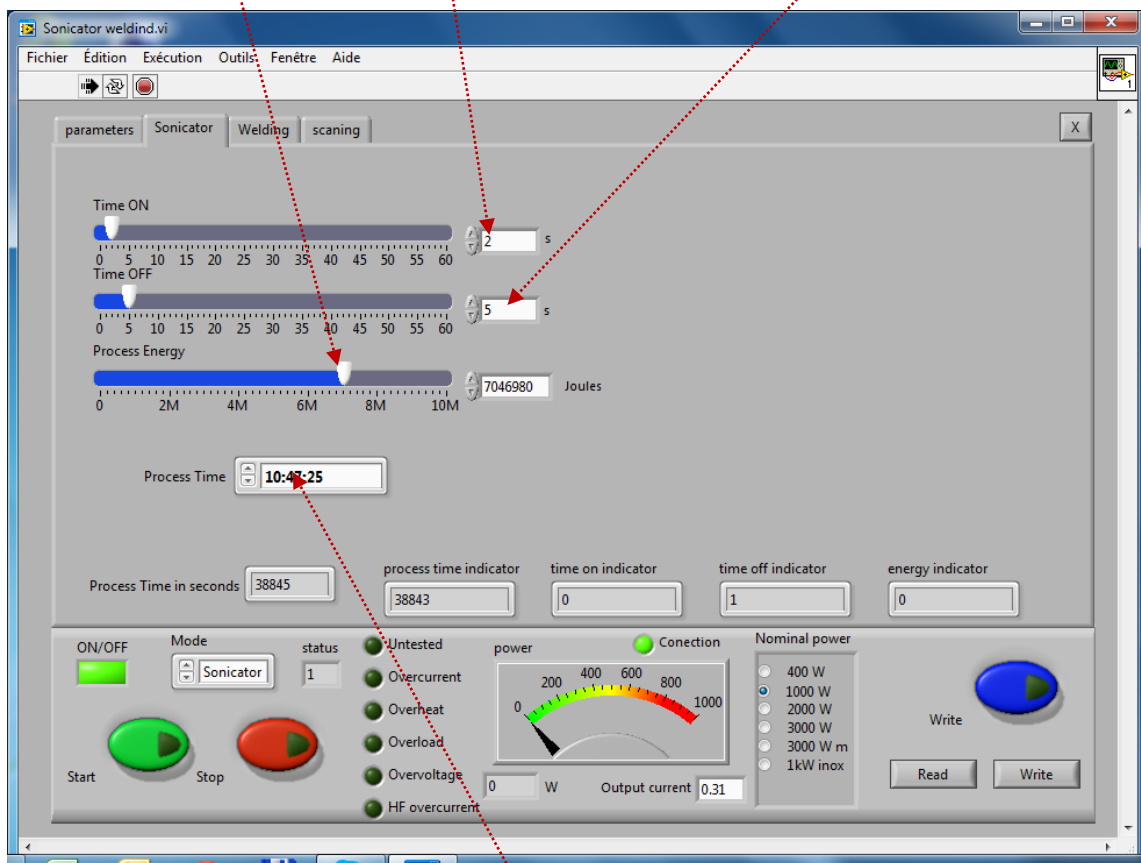 Sonicator weldind.vi
Fichier Édition Exécution Outils Fenêtre Aide
1
parameters Sonicator Welding scaning X
Time ON
2 s
0 5 10 15 20 25 30 35 40 45 50 55 60
Time OFF
5 s
0 5 10 15 20 25 30 35 40 45 50 55 60
Process Energy
7046980 Joules
0 2M 4M 6M 8M 10M
Process Time 10:47:25
process time indicator time on indicator time off indicator energy indicator
Process Time in seconds 38845 38843 0 1 0
ON/OFF Mode status
Sonicator 1
Start Stop
Untested
Overcurrent
Overheat
Overload
Overvoltage
HF overcurrent
power Conection
0 200 400 600 800 1000
0 W Output current 0.31
Nominal power
400 W
1000 W
2000 W
3000 W
3000 W m
1kW inox
Write
Read Write